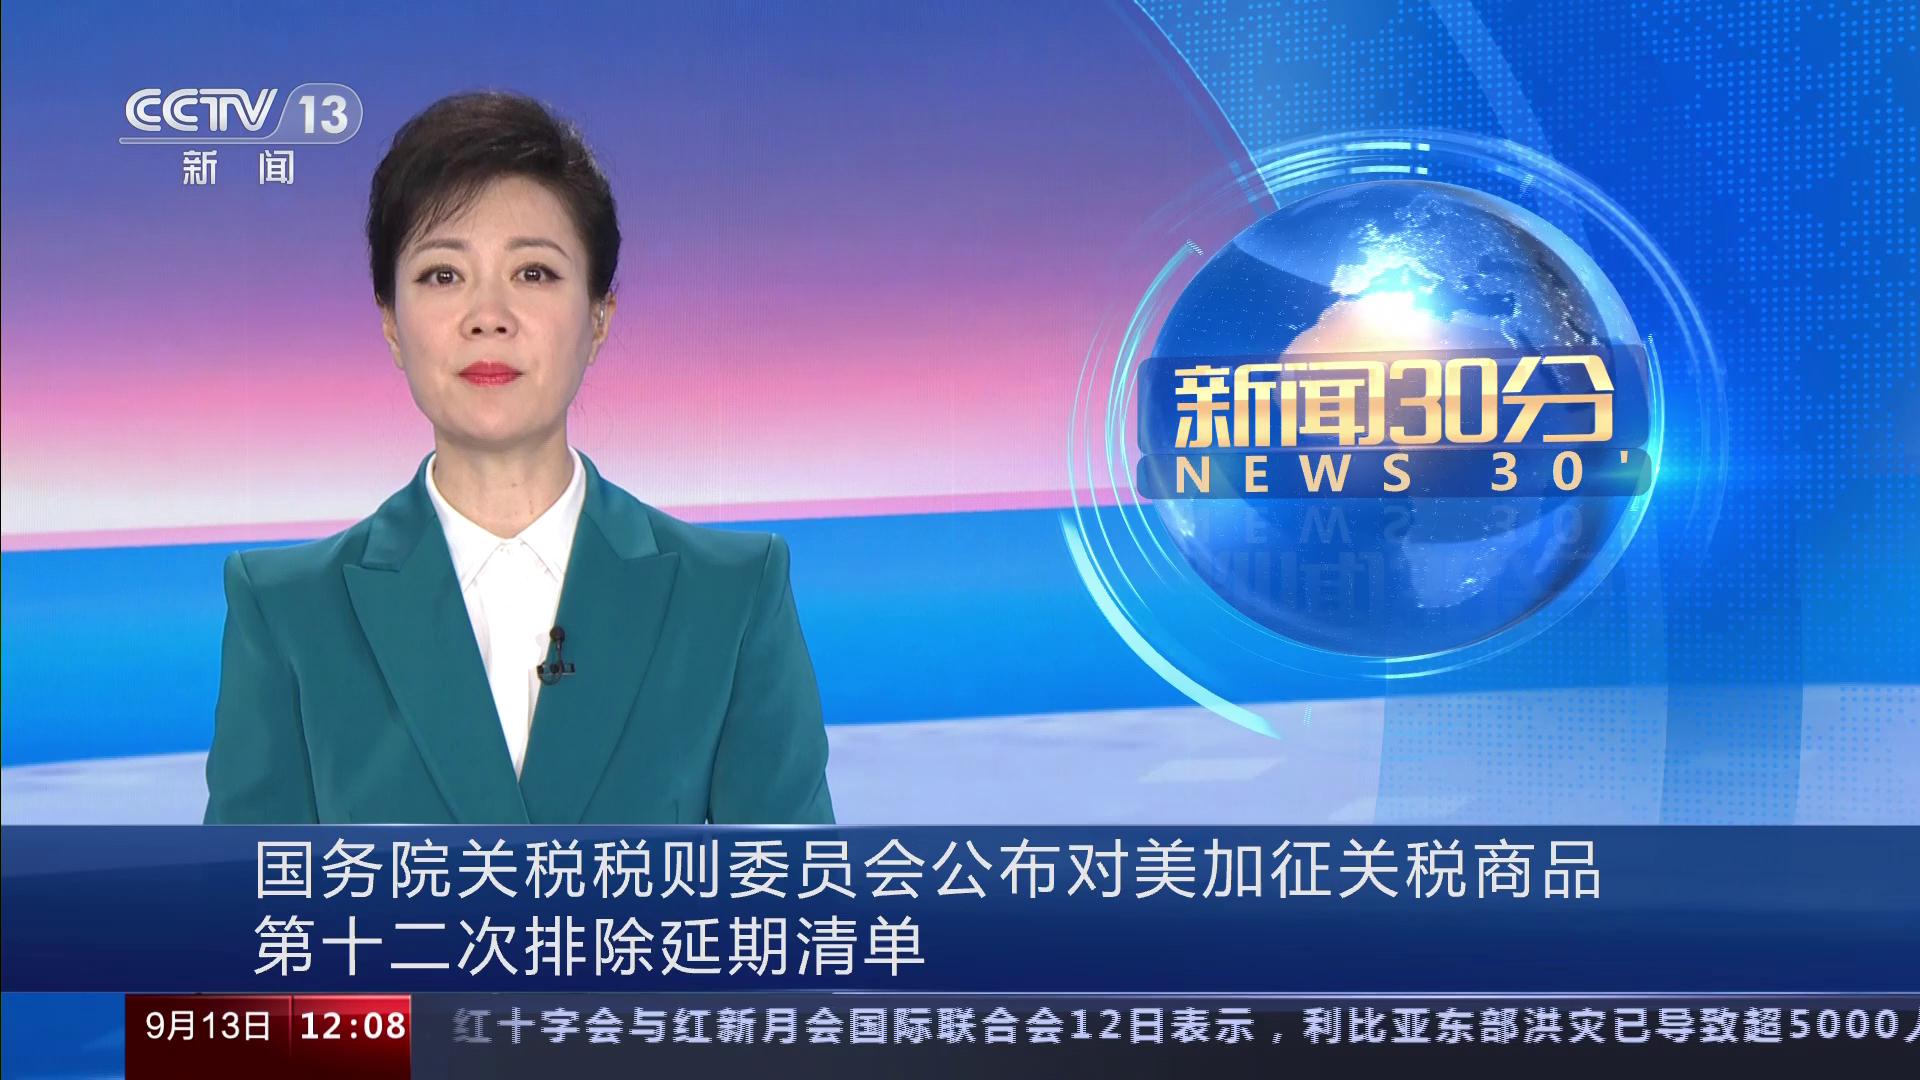 CCTV 13
新闻
新闻30分
NEWS 30'
国务院关税税则委员会公布对美加征关税商品
第十二次排除延期清单
9月13日 12:08 红十字会与红新月会国际联合会12日表示，利比亚东部洪灾已导致超5000人